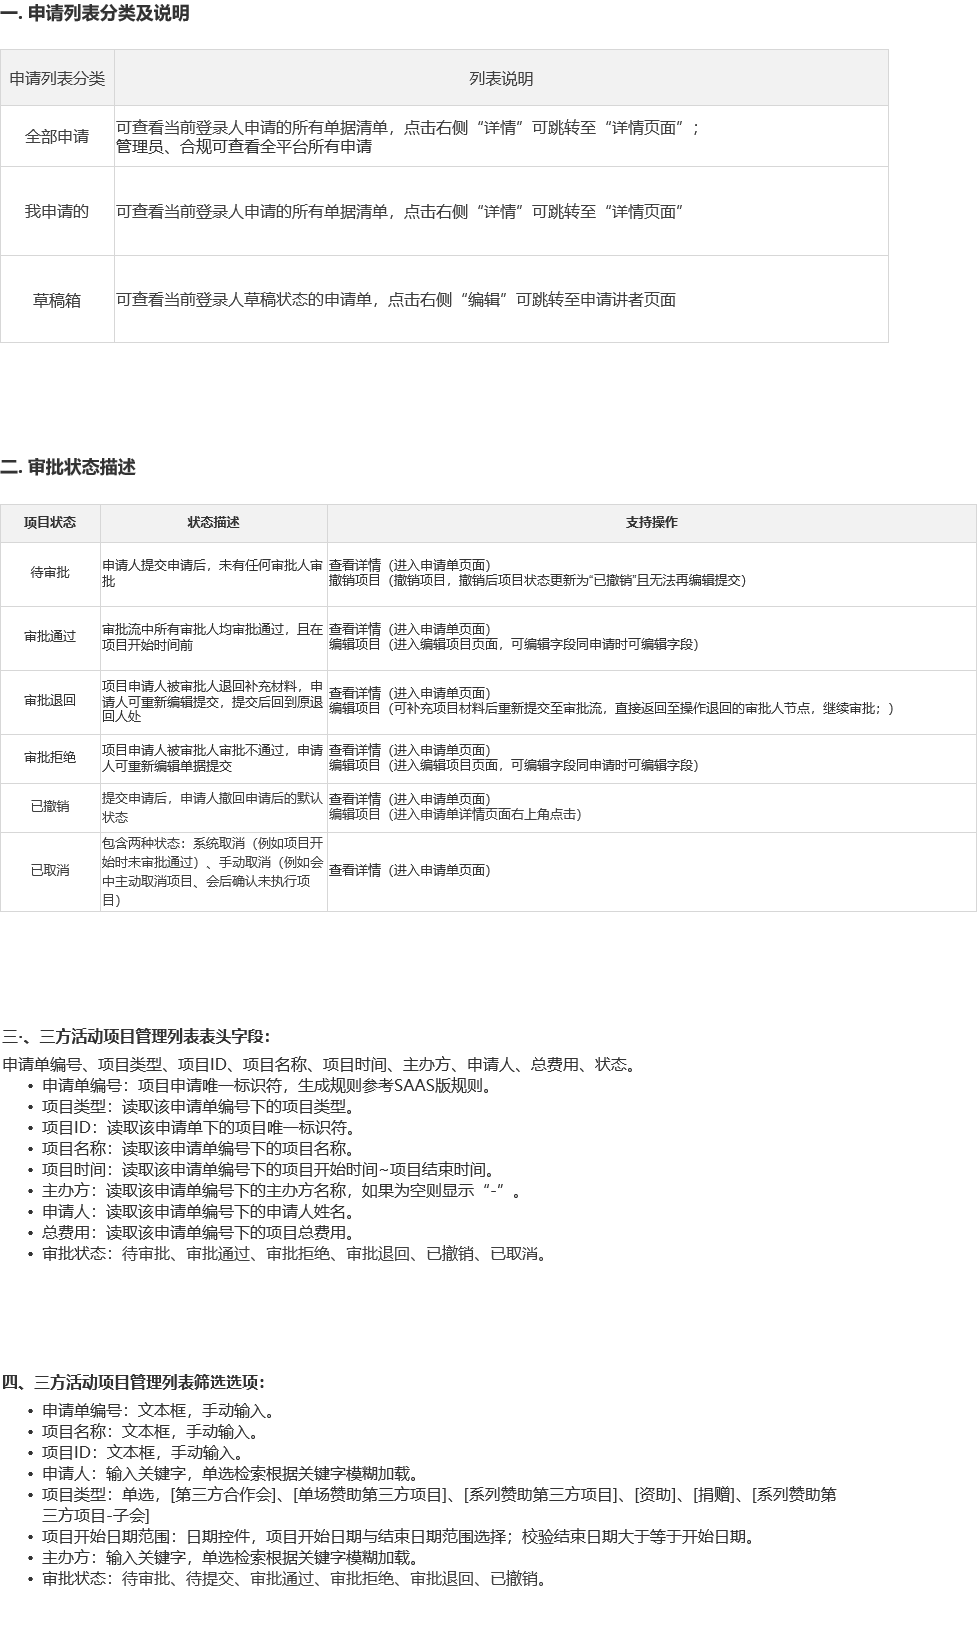 一. 申请列表分类及说明
申请列表分类
列表说明
全部申请
可查看当前登录人申请的所有单据清单，点击右侧“详情”可跳转至“详情页面”；
管理员、合规可查看全平台所有申请
我申请的
可查看当前登录人申请的所有单据清单，点击右侧“详情”可跳转至“详情页面”
草稿箱
可查看当前登录人草稿状态的申请单，点击右侧“编辑”可跳转至申请讲者页面
二. 审批状态描述
项目状态
状态描述
支持操作
待审批
申请人提交申请后，未有任何审批人审
批
查看详情（进入申请单页面）
撤销项目（撤销项目，撤销后项目状态更新为“已撤销”且无法再编辑提交）
审批通过
审批流中所有审批人均审批通过，且在
项目开始时间前
查看详情（进入申请单页面）
编辑项目（进入编辑项目页面，可编辑字段同申请时可编辑字段）
审批退回
项目申请人被审批人退回补充材料，申
请人可重新编辑提交，提交后回到原退
回人处
查看详情（进入申请单页面）
编辑项目（可补充项目材料后重新提交至审批流，直接返回至操作退回的审批人节点，继续审批；）
审批拒绝
项目申请人被审批人审批不通过，申请
人可重新编辑单据提交
查看详情（进入申请单页面）
编辑项目（进入编辑项目页面，可编辑字段同申请时可编辑字段）
已撤销
提交申请后，申请人撤回申请后的默认
状态
查看详情（进入申请单页面）
编辑项目（进入申请单详情页面右上角点击）
已取消
包含两种状态：系统取消（例如项目开
始时未审批通过）、手动取消（例如会
中主动取消项目、会后确认未执行项
目）
查看详情（进入申请单页面）
三·、三方活动项目管理列表表头字段：
申请单编号、项目类型、项目ID、项目名称、项目时间、主办方、申请人、总费用、状态。
• 申请单编号：项目申请唯一标识符，生成规则参考SAAS版规则。
• 项目类型：读取该申请单编号下的项目类型。
• 项目ID：读取该申请单下的项目唯一标识符。
• 项目名称：读取该申请单编号下的项目名称。
• 项目时间：读取该申请单编号下的项目开始时间~项目结束时间。
• 主办方：读取该申请单编号下的主办方名称，如果为空则显示“-”。
• 申请人：读取该申请单编号下的申请人姓名。
• 总费用：读取该申请单编号下的项目总费用。
• 审批状态：待审批、审批通过、审批拒绝、审批退回、已撤销、已取消。
四、三方活动项目管理列表筛选选项：
• 申请单编号：文本框，手动输入。
• 项目名称：文本框，手动输入。
• 项目ID：文本框，手动输入。
• 申请人：输入关键字，单选检索根据关键字模糊加载。
• 项目类型：单选，[第三方合作会]、[单场赞助第三方项目]、[系列赞助第三方项目]、[资助]、[捐赠]、[系列赞助第
三方项目-子会]
• 项目开始日期范围：日期控件，项目开始日期与结束日期范围选择；校验结束日期大于等于开始日期。
• 主办方：输入关键字，单选检索根据关键字模糊加载。
• 审批状态：待审批、待提交、审批通过、审批拒绝、审批退回、已撤销。